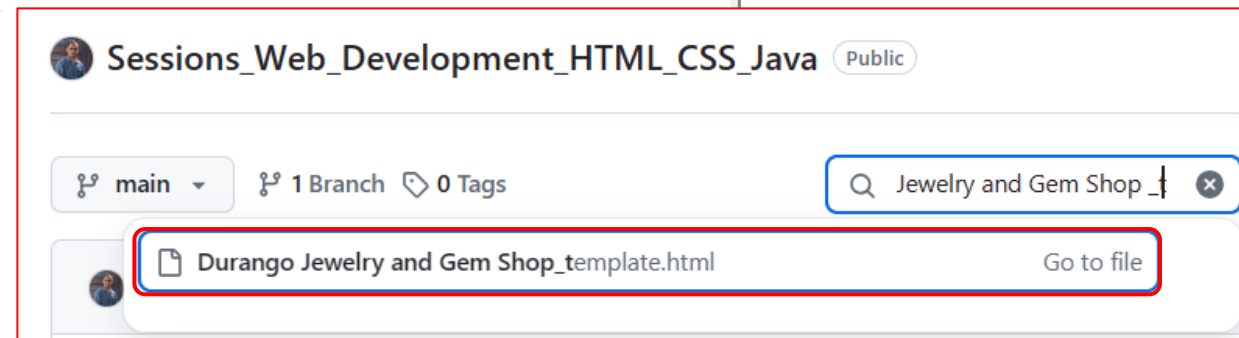 Sessions_Web_Development_HTML_CSS_Java Public
main 1 Branch 0 Tags Jewelry and Gem Shop _t
Durango Jewelry and Gem Shop_template.html Go to file